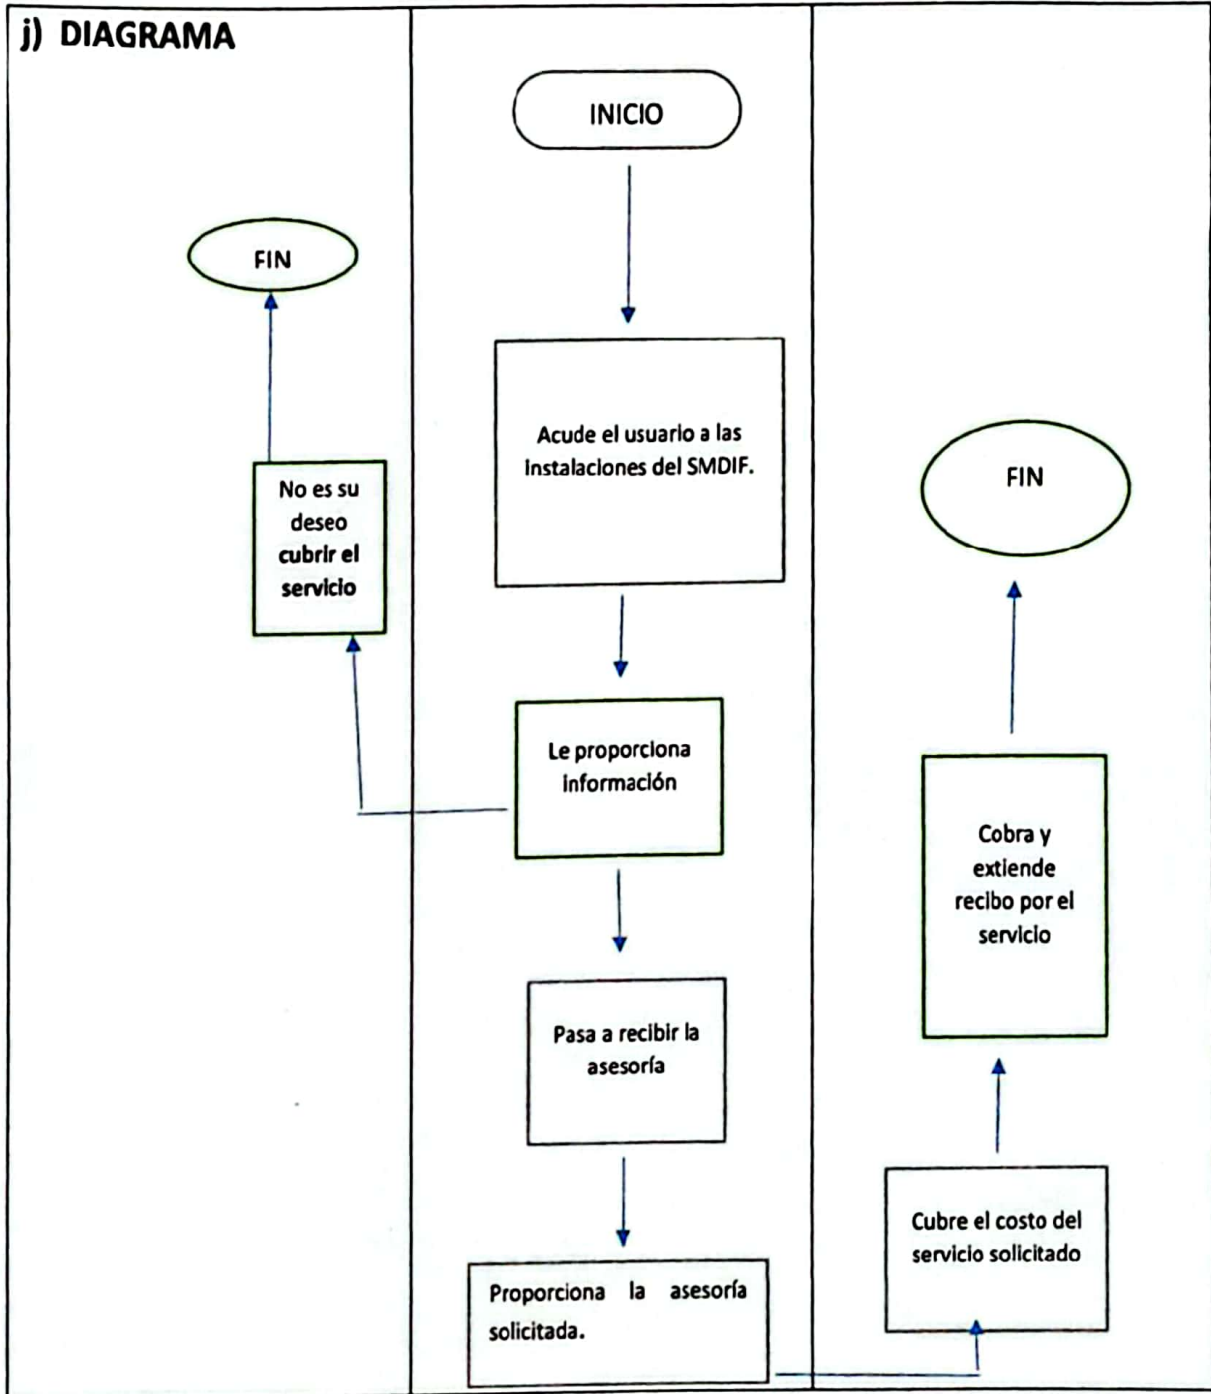 j) DIAGRAMA
INICIO
Acude el usuario a las
instalaciones del SMDIF.
Le proporciona
información
No es su
deseo
cubrir el
servicio
FIN
Pasa a recibir la
asesoría
Proporciona la asesoría
solicitada.
Cubre el costo del
servicio solicitado
Cobra y
extiende
recibo por el
servicio
FIN